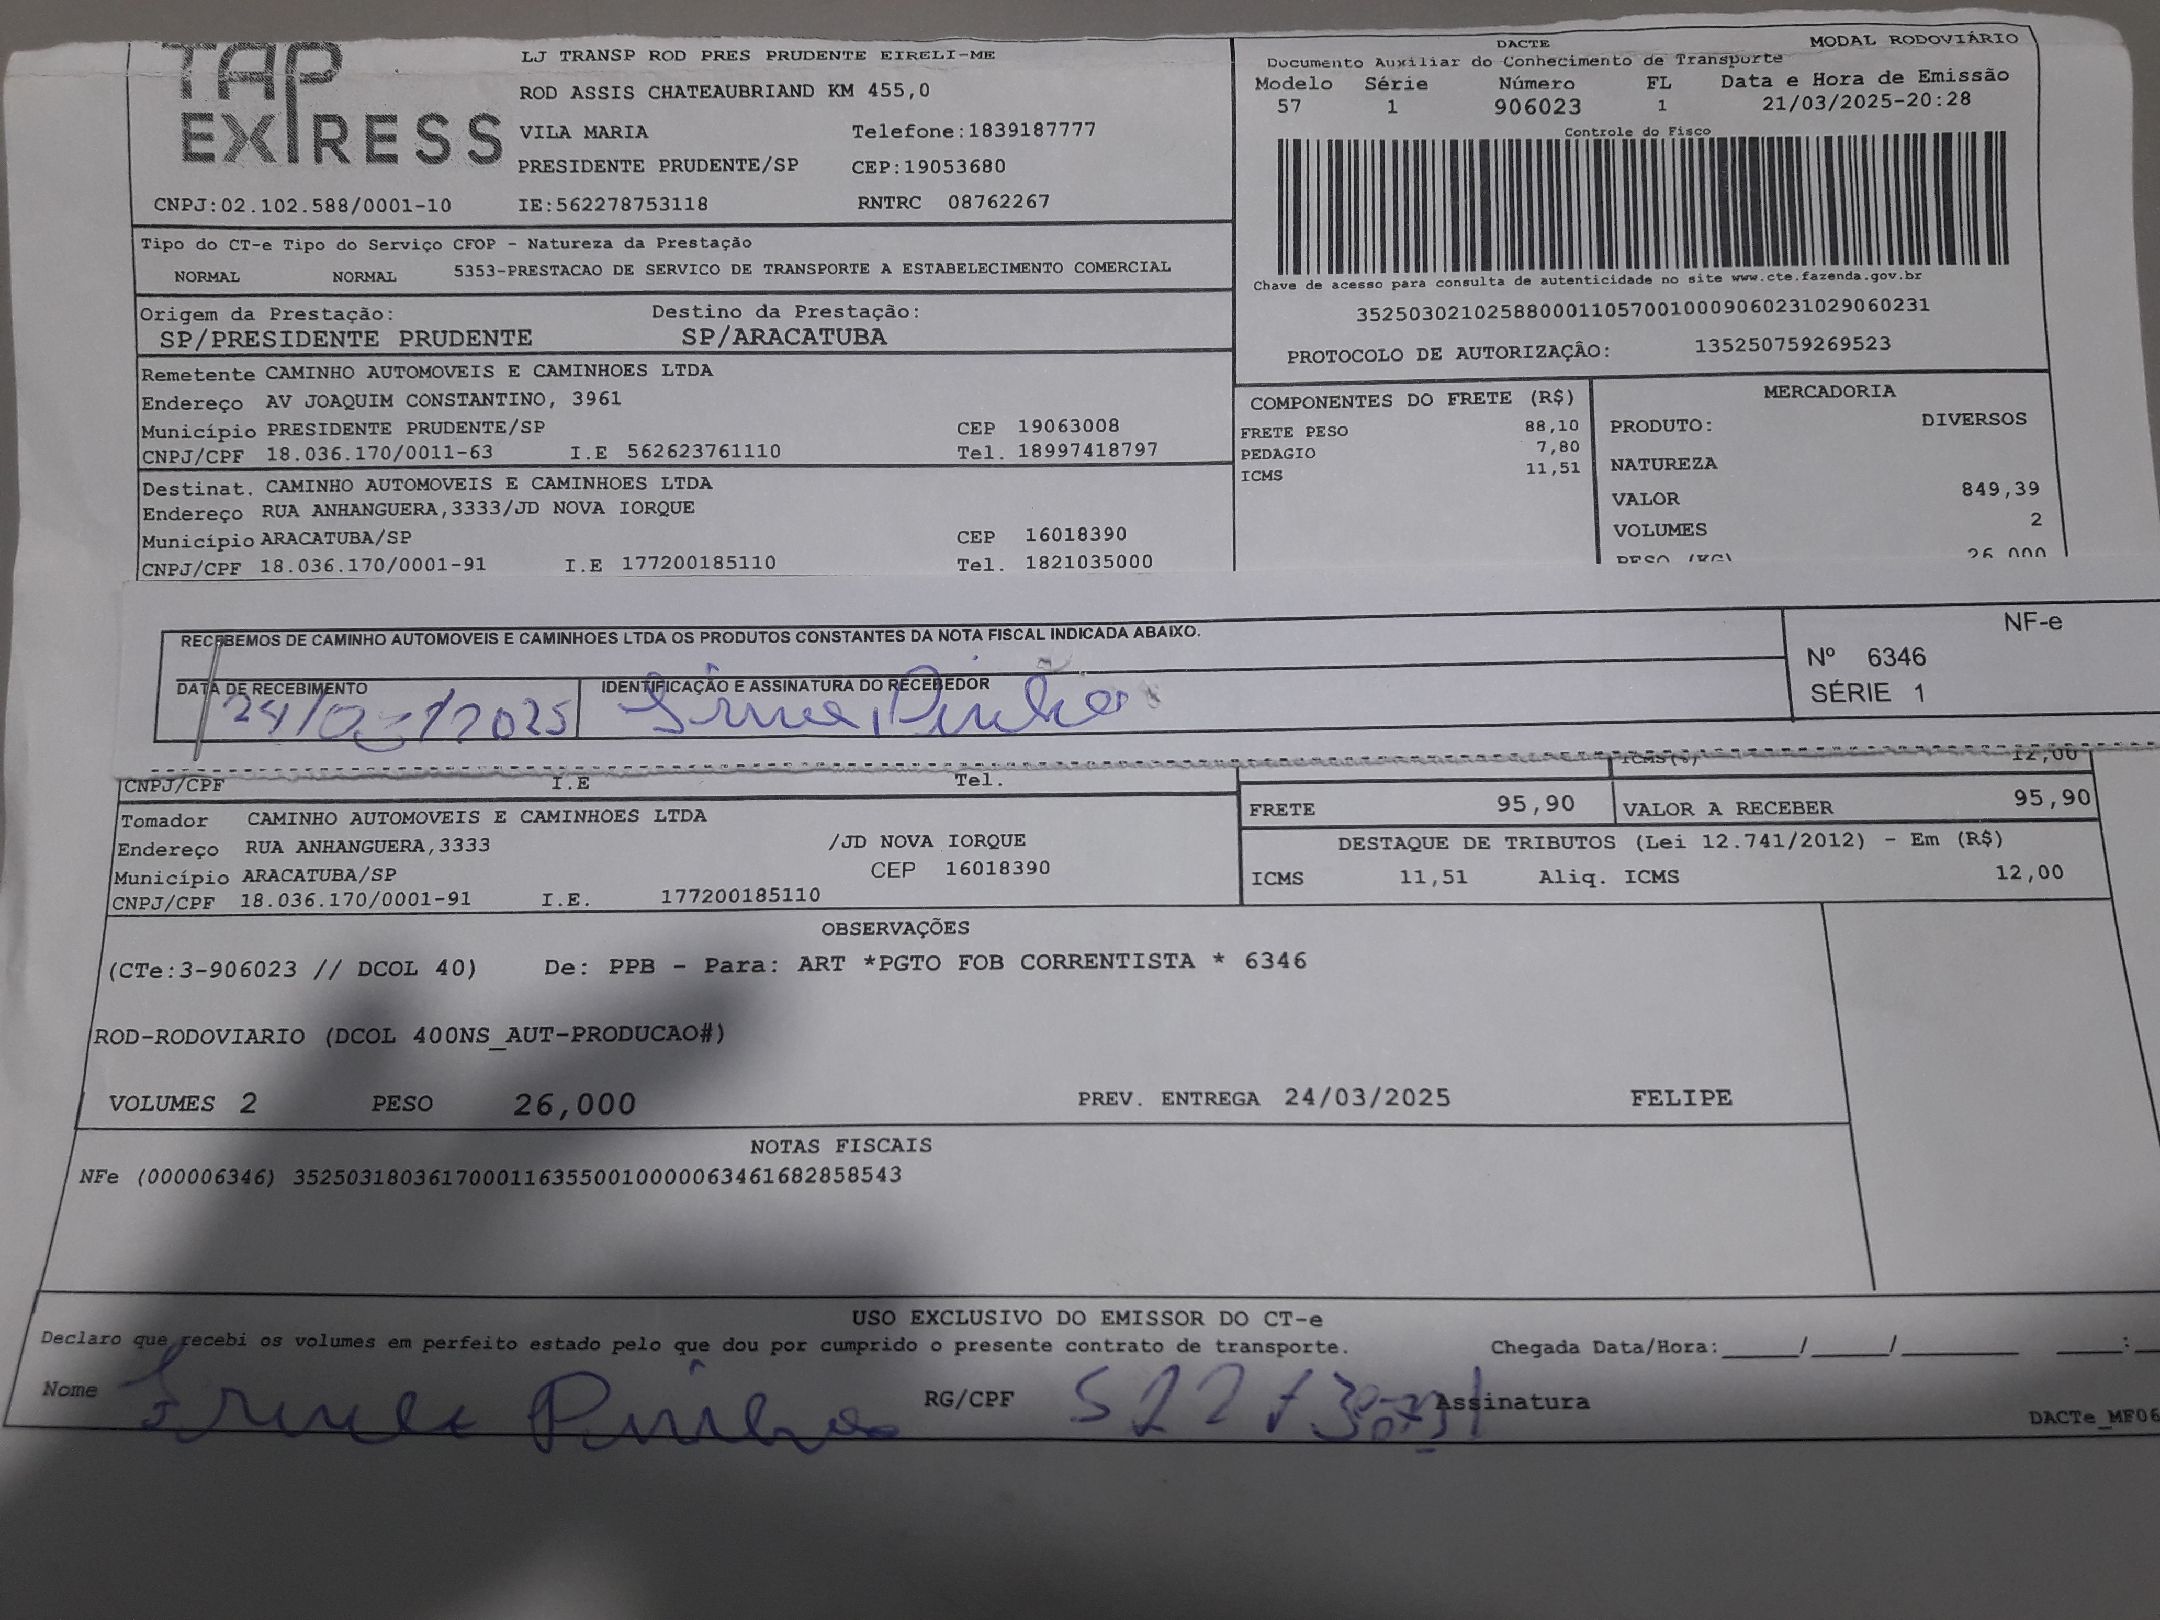 TAP EXPRESS
LJ TRANSP ROD PRES PRUDENTE EIRELI-ME
ROD ASSIS CHATEAUBRIAND KM 455,0
VILA MARIA Telefone:1839187777
PRESIDENTE PRUDENTE/SP CEP:19053680
CNPJ:02.102.588/0001-10 IE:562278753118 RNTRC 08762267
DACTE MODAL RODOVIÁRIO
Documento Auxiliar do Conhecimento de Transporte
Modelo Série Número FL Data e Hora de Emissão
57 1 906023 1 21/03/2025-20:28
Controle do Fisco
Chave de acesso para consulta de autenticidade no site www.cte.fazenda.gov.br
35250302102588000110570010009060231029060231
PROTOCOLO DE AUTORIZAÇÂO: 135250759269523
Tipo do CT-e Tipo do Serviço CFOP - Natureza da Prestação
NORMAL NORMAL 5353-PRESTACAO DE SERVICO DE TRANSPORTE A ESTABELECIMENTO COMERCIAL
Origem da Prestação: Destino da Prestação:
SP/PRESIDENTE PRUDENTE SP/ARACATUBA
Remetente CAMINHO AUTOMOVEIS E CAMINHOES LTDA
Endereço AV JOAQUIM CONSTANTINO, 3961
Município PRESIDENTE PRUDENTE/SP CEP 19063008
CNPJ/CPF 18.036.170/0011-63 I.E 562623761110 Tel. 18997418797
Destinat. CAMINHO AUTOMOVEIS E CAMINHOES LTDA
Endereço RUA ANHANGUERA,3333/JD NOVA IORQUE
Município ARACATUBA/SP CEP 16018390
CNPJ/CPF 18.036.170/0001-91 I.E 177200185110 Tel. 1821035000
COMPONENTES DO FRETE (R$)
FRETE PESO 88,10
PEDAGIO 7,80
ICMS 11,51
MERCADORIA
PRODUTO: DIVERSOS
NATUREZA
VALOR 849,39
VOLUMES 2
PESO (KG) 26,000
RECEBEMOS DE CAMINHO AUTOMOVEIS E CAMINHOES LTDA OS PRODUTOS CONSTANTES DA NOTA FISCAL INDICADA ABAIXO.
DATA DE RECEBIMENTO IDENTIFICAÇÃO E ASSINATURA DO RECEBEDOR
24/03/2025 Pinho
NF-e
Nº 6346
SÉRIE 1
CNPJ/CPF I.E Tel.
ICMS(%) 12,00
FRETE 95,90 VALOR A RECEBER 95,90
Tomador CAMINHO AUTOMOVEIS E CAMINHOES LTDA
Endereço RUA ANHANGUERA,3333 /JD NOVA IORQUE
Município ARACATUBA/SP CEP 16018390
CNPJ/CPF 18.036.170/0001-91 I.E. 177200185110
DESTAQUE DE TRIBUTOS (Lei 12.741/2012) - Em (R$)
ICMS 11,51 Aliq. ICMS 12,00
OBSERVAÇÕES
(CTe:3-906023 // DCOL 40) De: PPB - Para: ART *PGTO FOB CORRENTISTA * 6346
ROD-RODOVIARIO (DCOL 400NS_AUT-PRODUCAO#)
VOLUMES 2 PESO 26,000 PREV. ENTREGA 24/03/2025 FELIPE
NOTAS FISCAIS
NFe (000006346) 35250318036170001163550010000063461682858543
USO EXCLUSIVO DO EMISSOR DO CT-e
Declaro que recebi os volumes em perfeito estado pelo que dou por cumprido o presente contrato de transporte. Chegada Data/Hora:_____/_____/________ ____:__
Nome Pinho RG/CPF Assinatura
DACTe_MF06